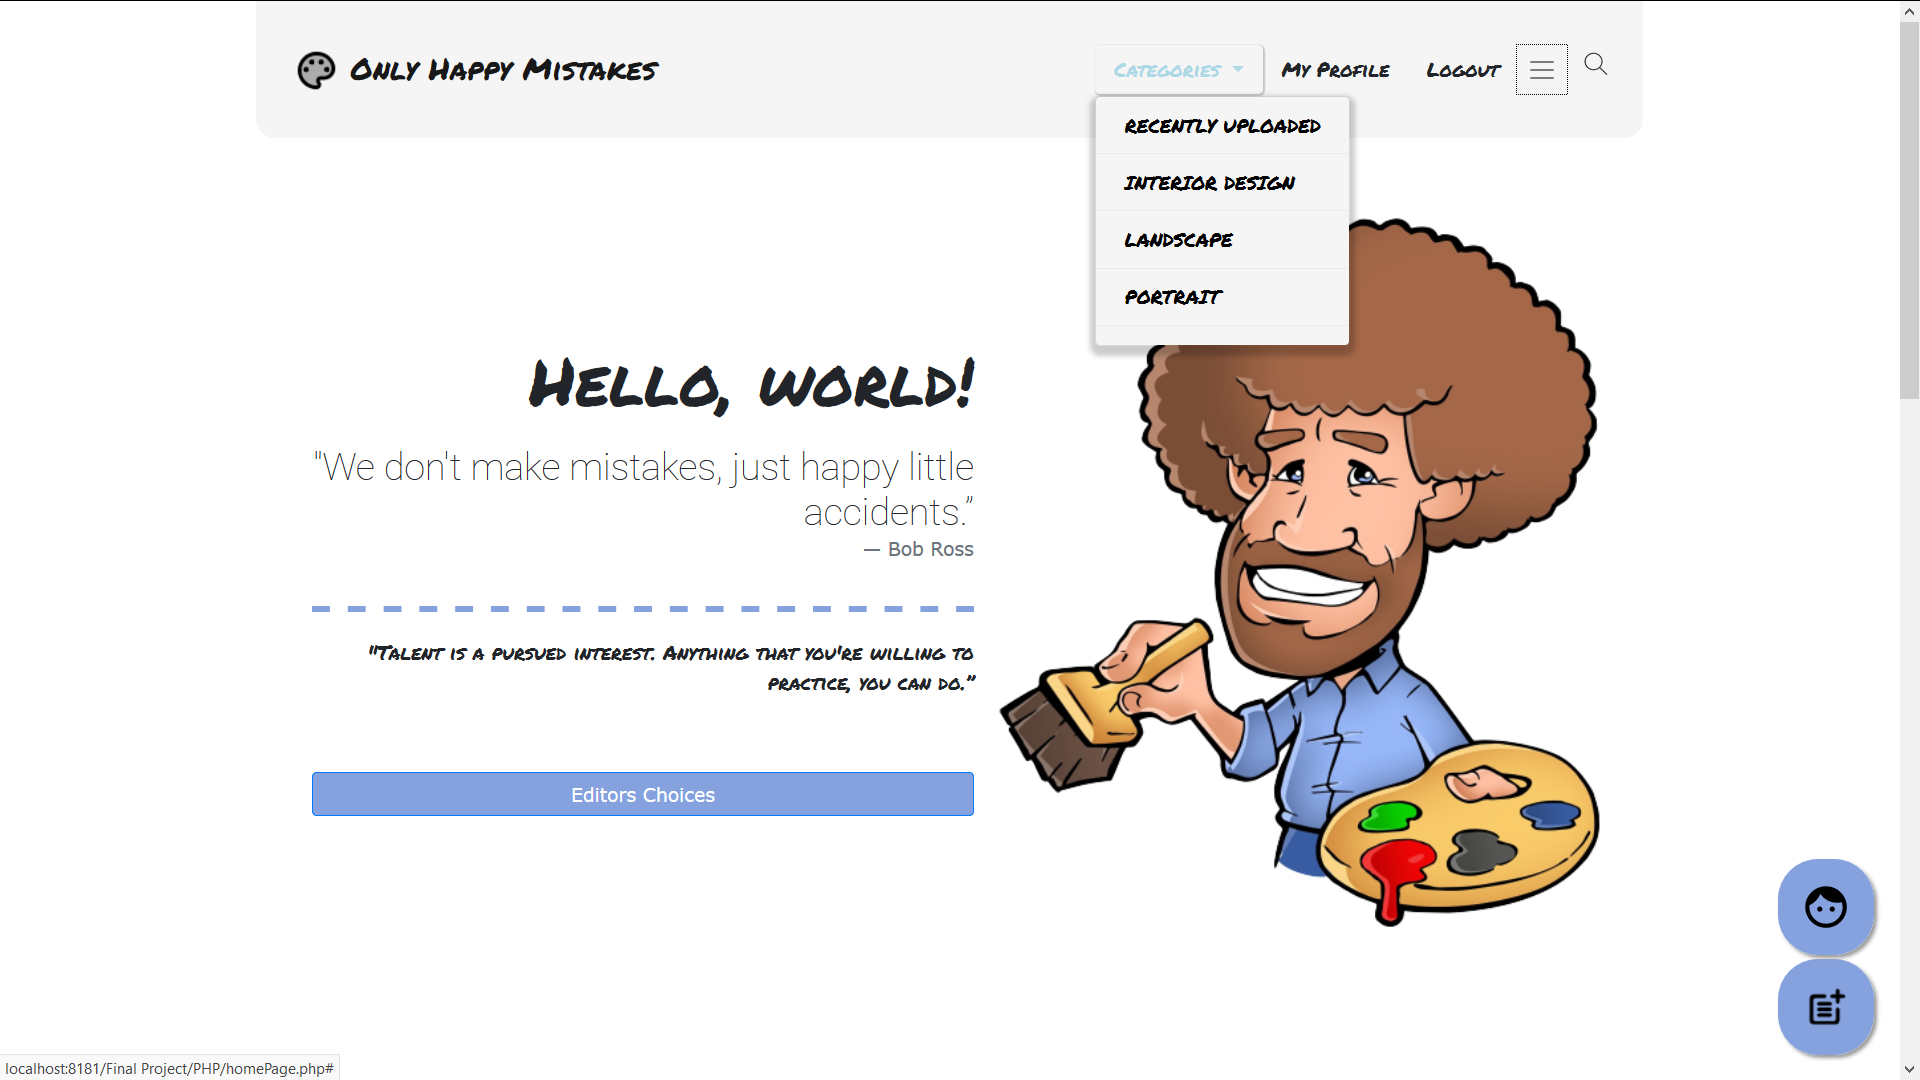 Only Happy Mistakes
Categories
My Profile
Logout
RECENTLY UPLOADED
INTERIOR DESIGN
LANDSCAPE
PORTRAIT
Hello, world!
"We don't make mistakes, just happy little
accidents.”
— Bob Ross
"Talent is a pursued interest. Anything that you're willing to
practice, you can do.”
Editors Choices
localhost:8181/Final Project/PHP/homePage.php#